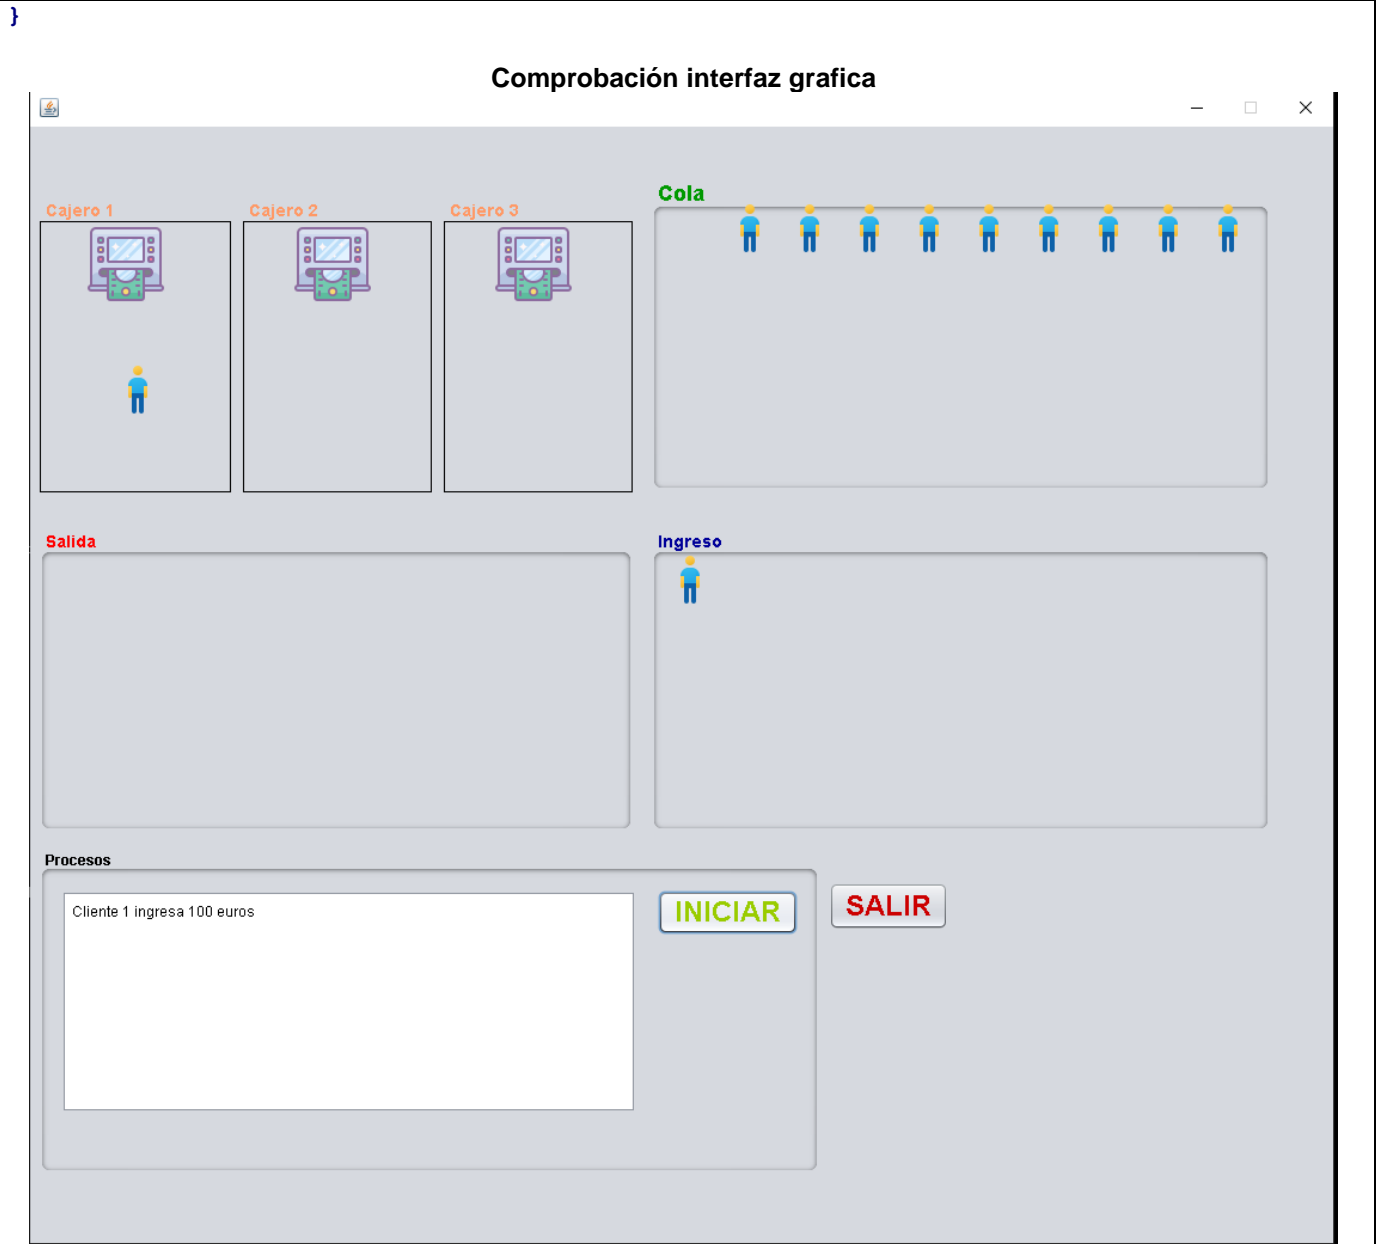 }
Comprobación interfaz grafica
Cajero 1
Cajero 2
Cajero 3
Cola
Salida
Ingreso
Procesos
Cliente 1 ingresa 100 euros
INICIAR
SALIR